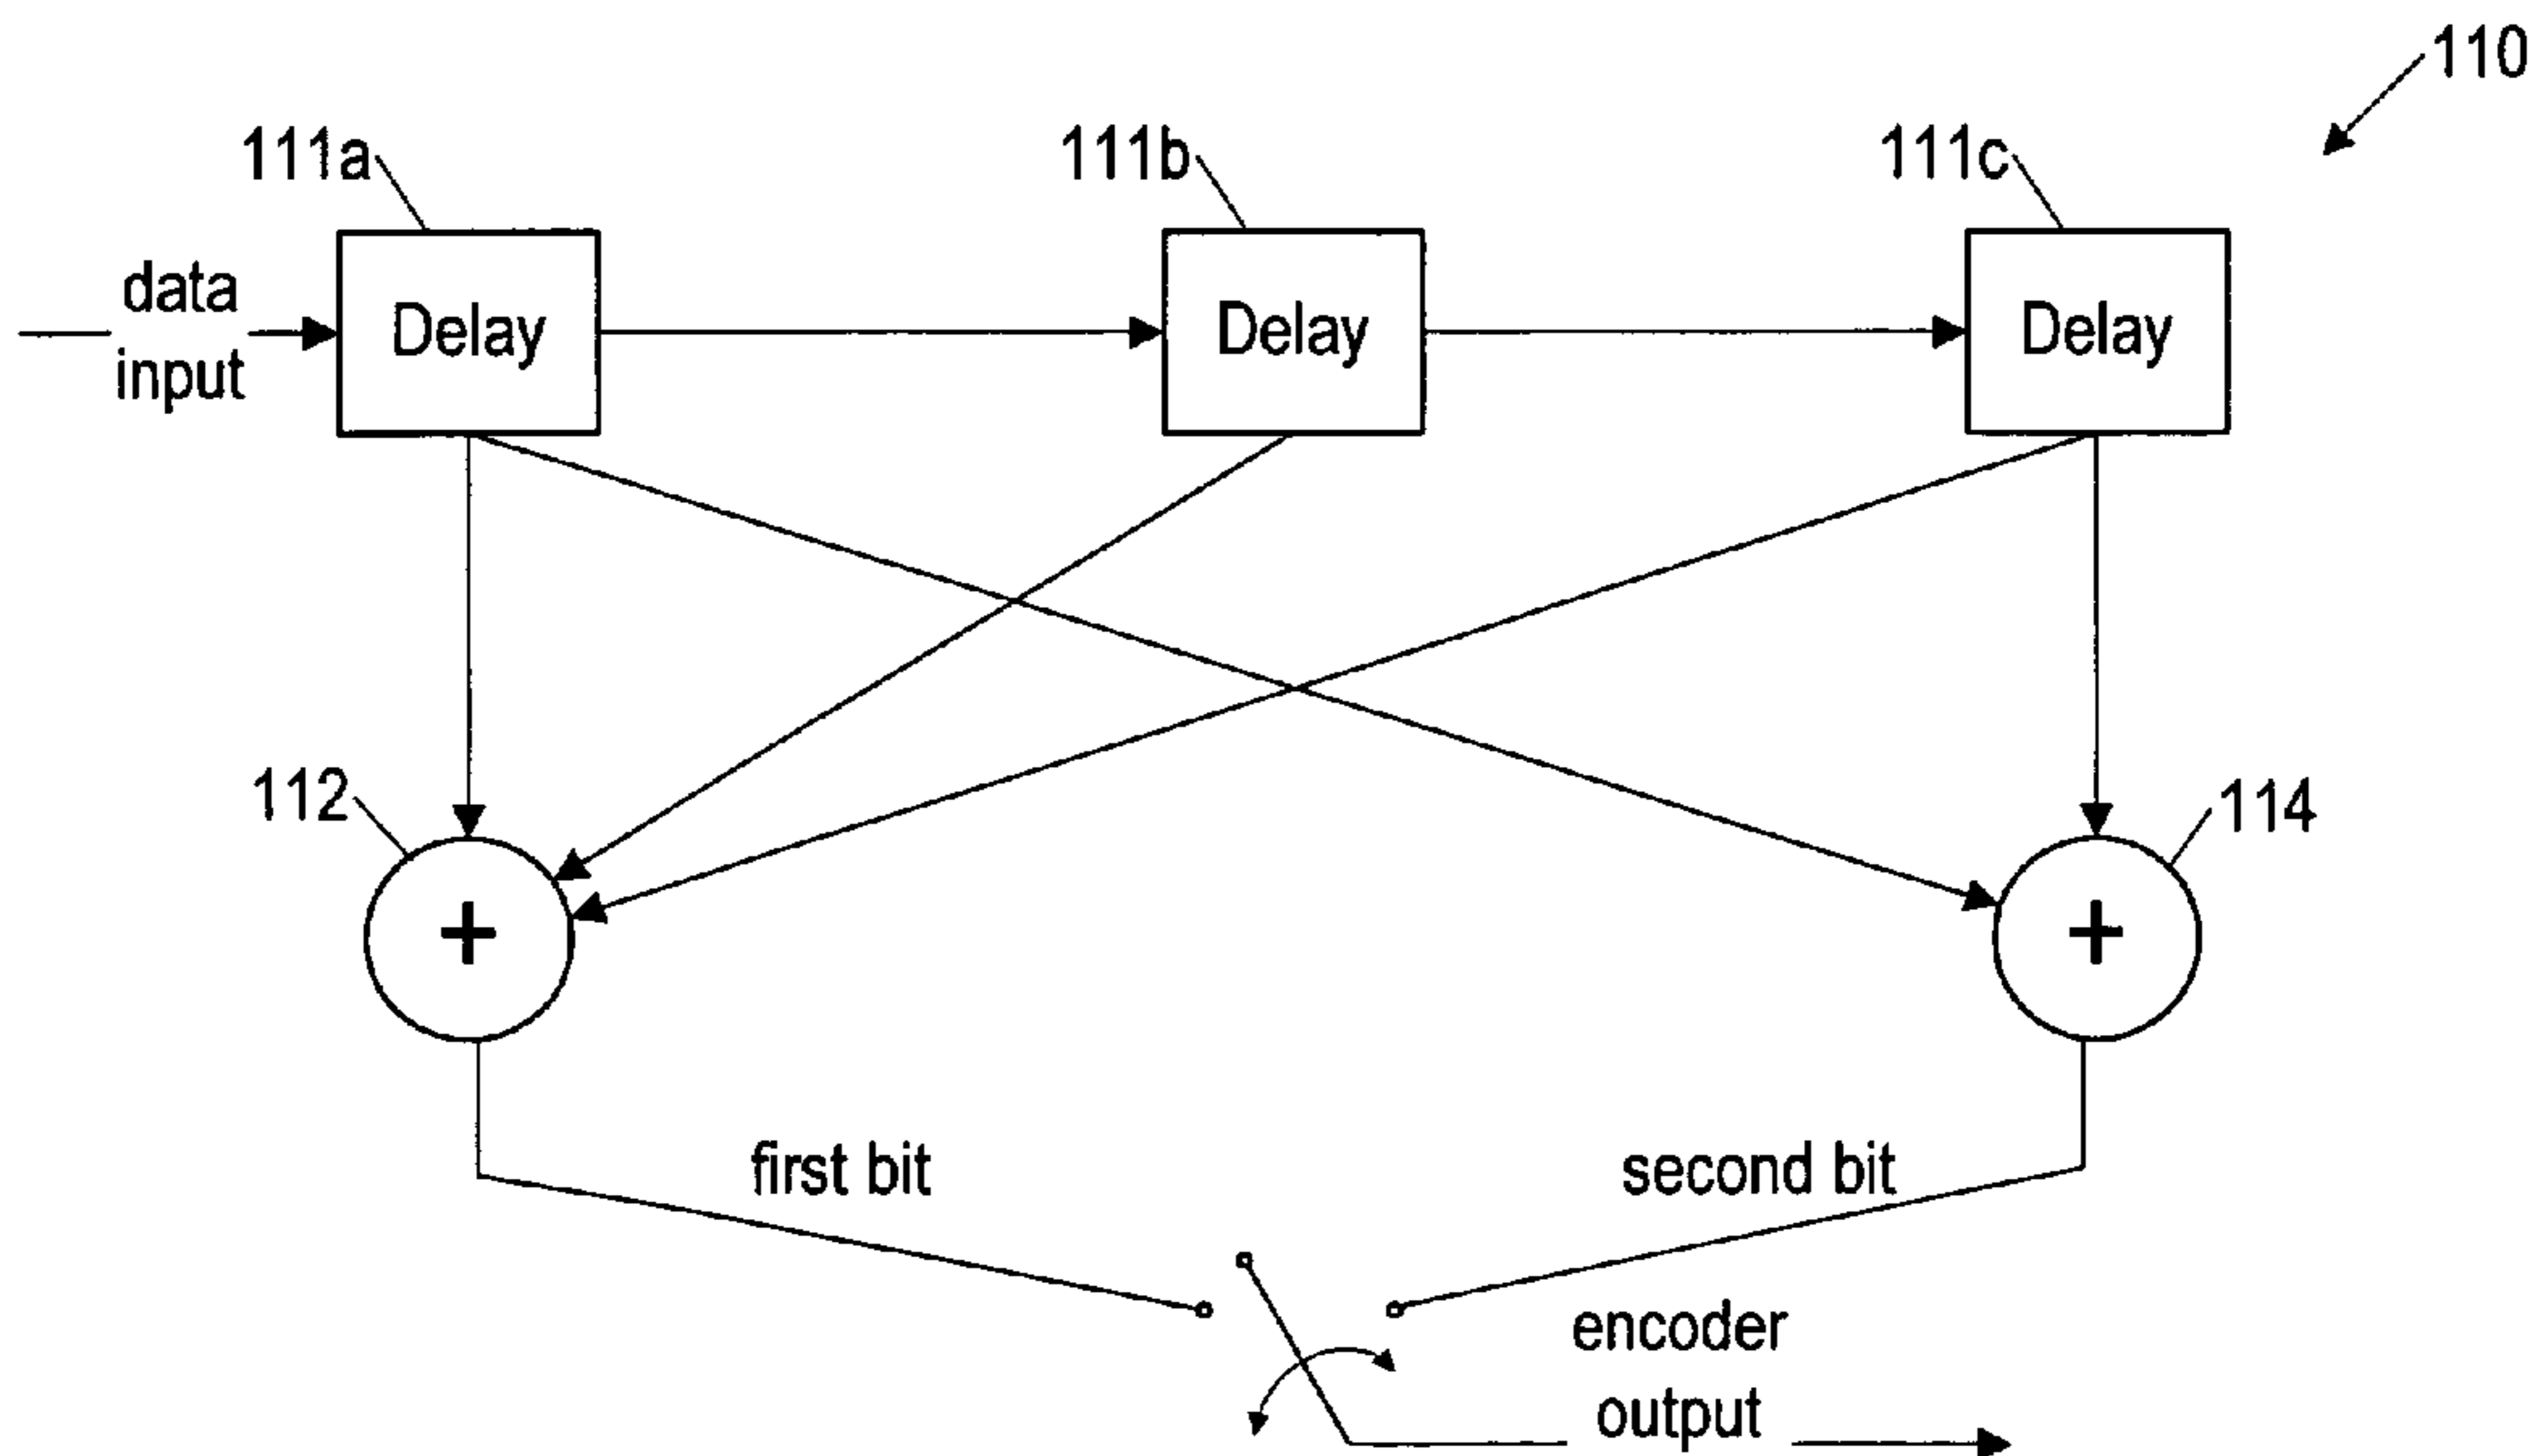 110
111a
111b
111c
data
input
Delay
Delay
Delay
112
114
+
+
first bit
second bit
encoder
output